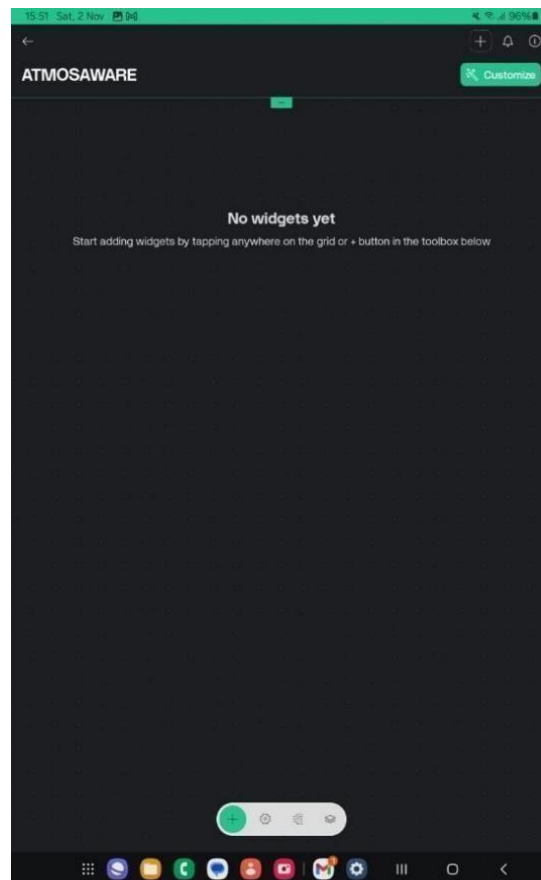 15:51 Sat, 2 Nov 96%
ATMOSAWARE
Customize
No widgets yet
Start adding widgets by tapping anywhere on the grid or + button in the toolbox below